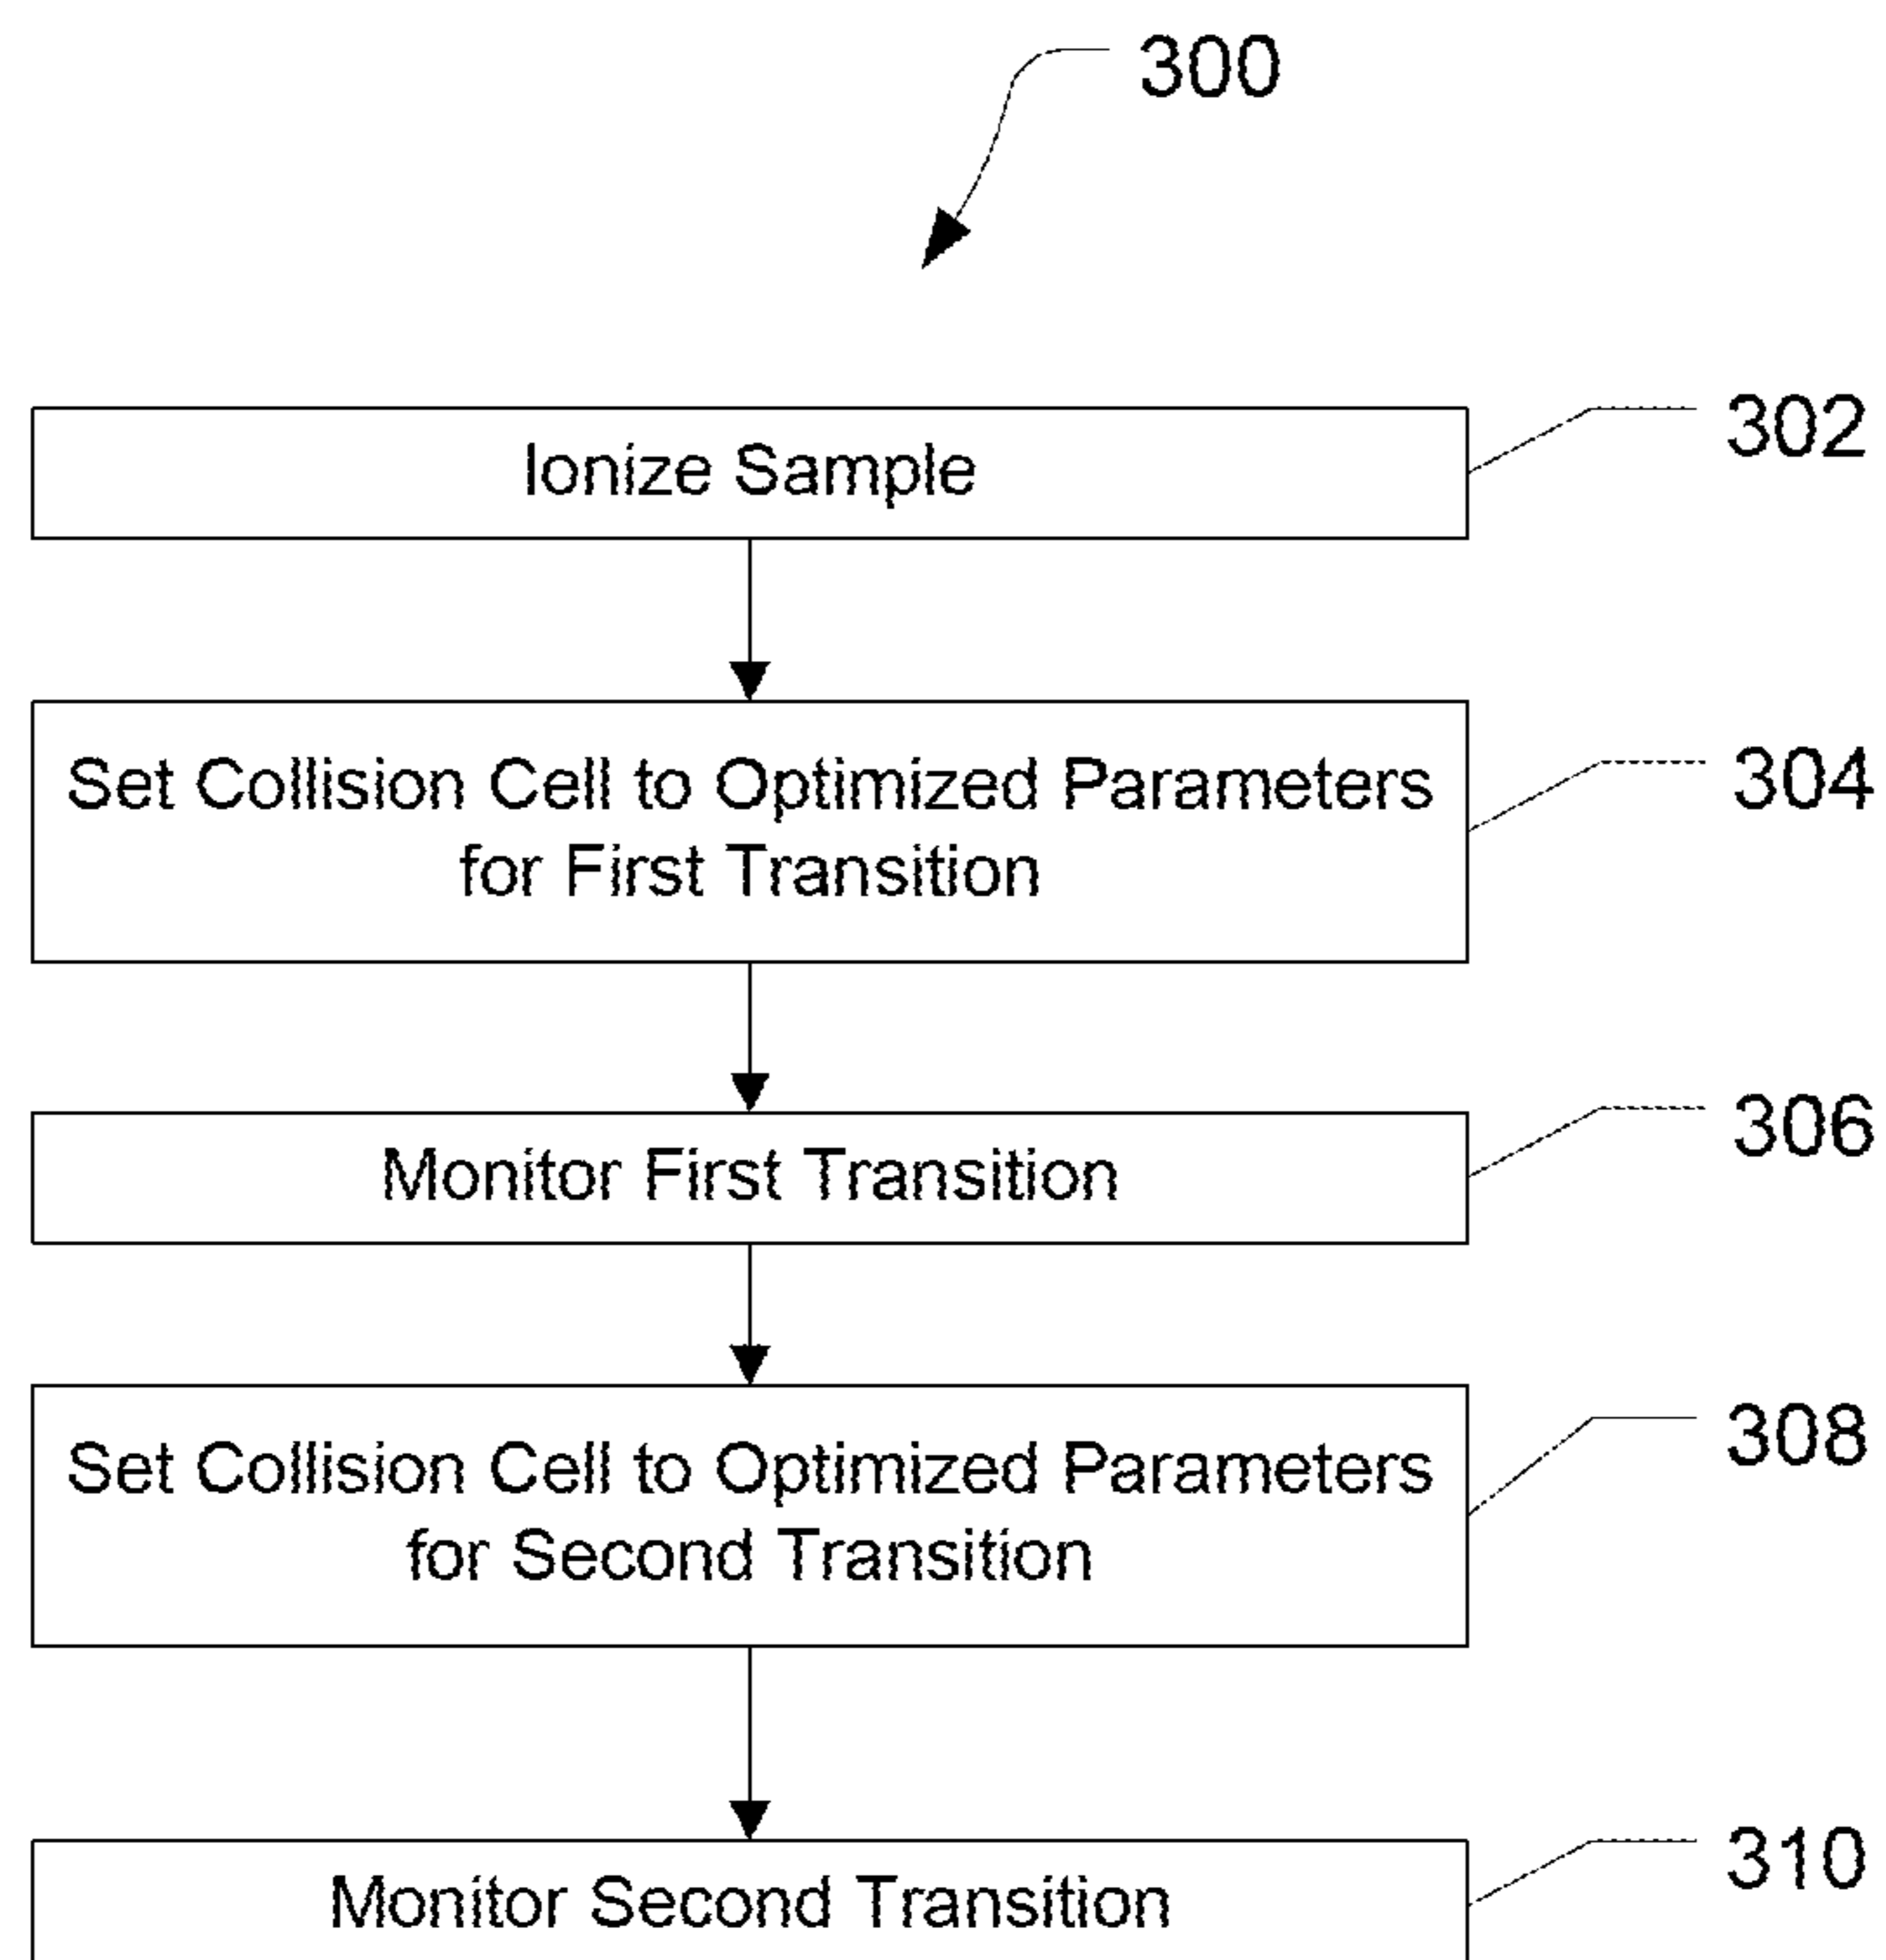 300
Ionize Sample
302
Set Collision Cell to Optimized Parameters
for First Transition
304
Monitor First Transition
306
Set Collision Cell to Optimized Parameters
for Second Transition
308
Monitor Second Transition
310